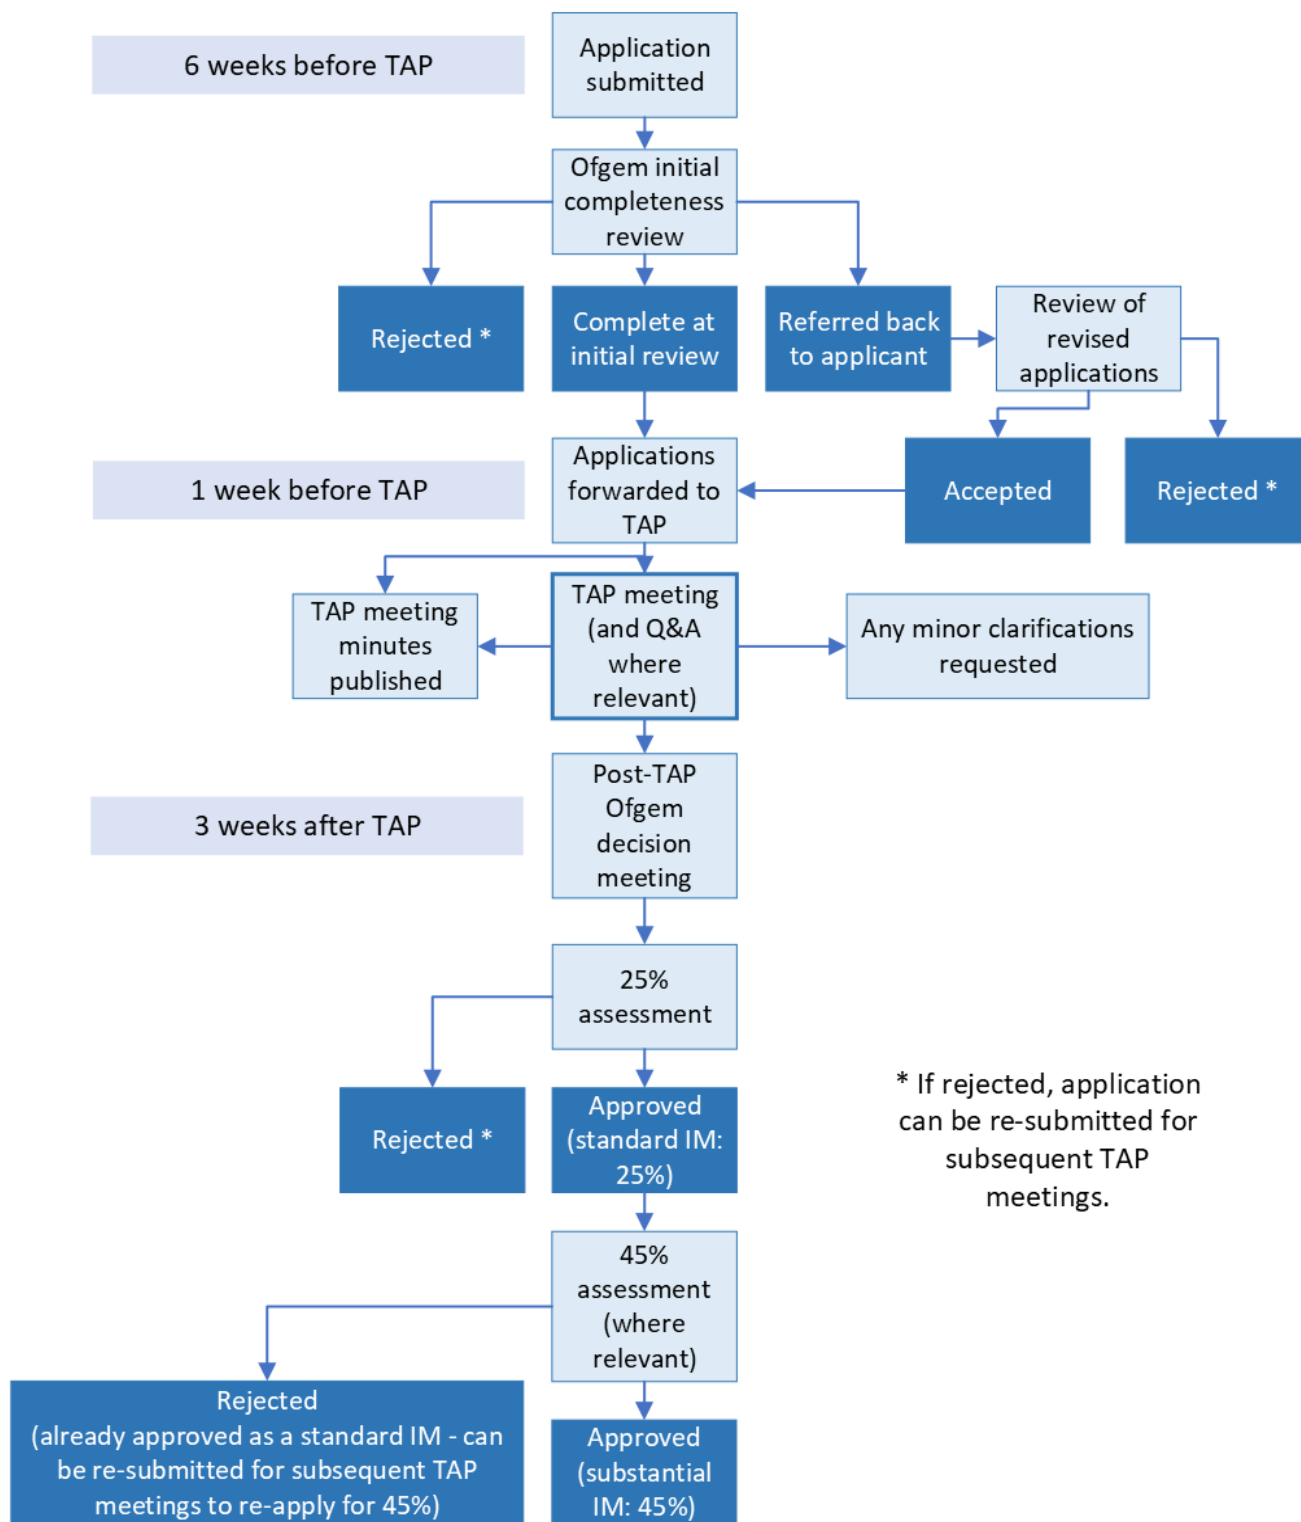 6 weeks before TAP
Application
submitted
Ofgem initial
completeness
review
Rejected *
Complete at
initial review
Referred back
to applicant
Review of
revised
applications
1 week before TAP
Applications
forwarded to
TAP
Accepted
Rejected *
TAP meeting
minutes
published
TAP meeting
(and Q&A
where
relevant)
Any minor clarifications
requested
3 weeks after TAP
Post-TAP
Ofgem
decision
meeting
25%
assessment
Rejected *
Approved
(standard IM:
25%)
* If rejected, application
can be re-submitted for
subsequent TAP
meetings.
45%
assessment
(where
relevant)
Rejected
(already approved as a standard IM - can
be re-submitted for subsequent TAP
meetings to re-apply for 45%)
Approved
(substantial
IM: 45%)